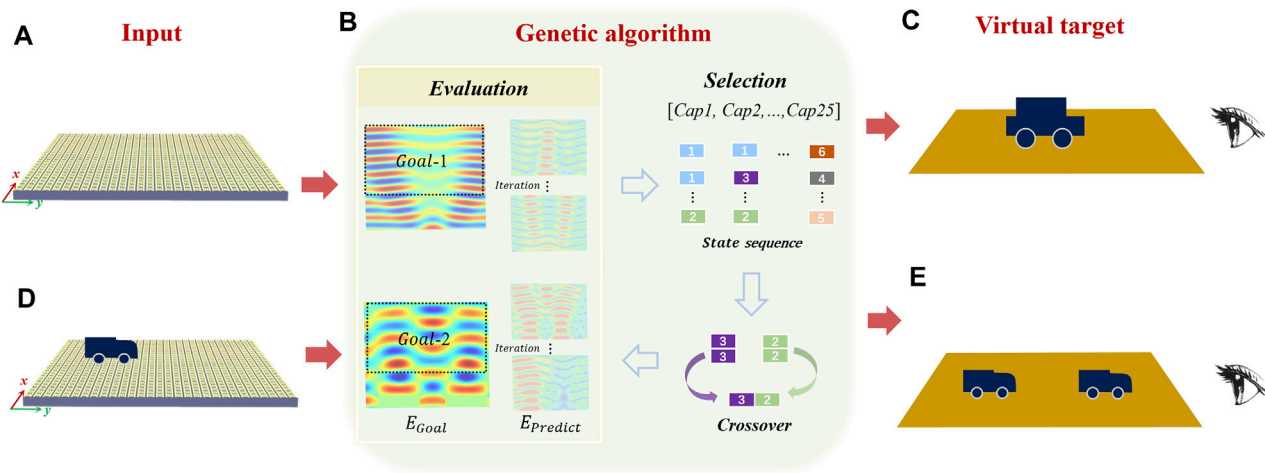 A
Input
x
y
B
Genetic algorithm
Evaluation
Goal-1
Iteration ⋮
Selection
[Cap1, Cap2,...,Cap25]
1 1 ... 6
1 3 4
⋮ ⋮ ⋮
2 2 5
State sequence
C
Virtual target
D
x
y
Goal-2
Iteration ⋮
E_Goal E_Predict
3 2
3 2
3 2
Crossover
E